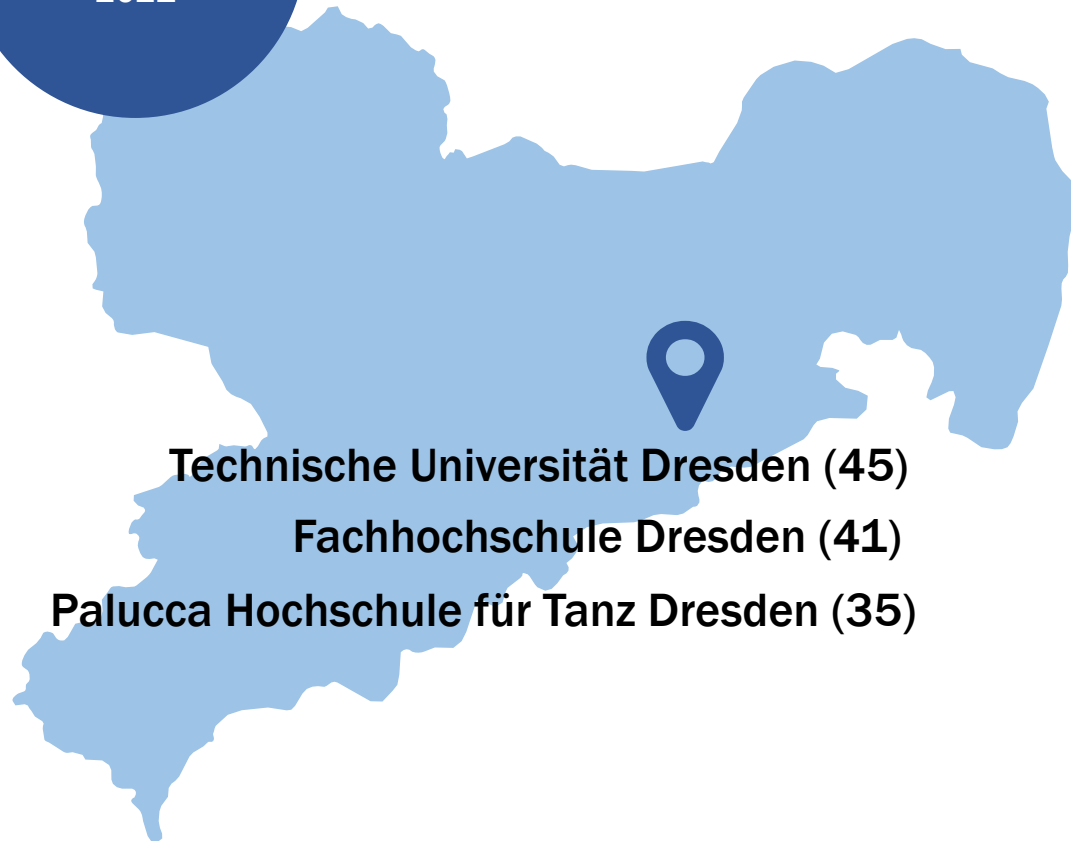 Technische Universität Dresden (45)
Fachhochschule Dresden (41)
Palucca Hochschule für Tanz Dresden (35)